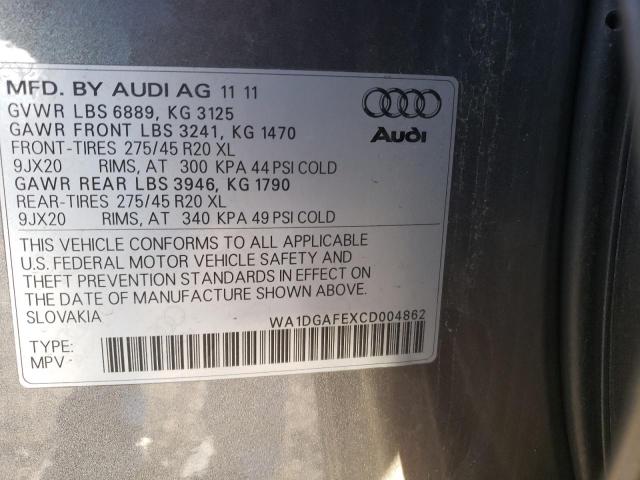 MFD. BY AUDI AG 11 11
GVWR LBS 6889, KG 3125
GAWR FRONT LBS 3241, KG 1470
FRONT-TIRES 275/45 R20 XL
9JX20 RIMS, AT 300 KPA 44 PSI COLD
GAWR REAR LBS 3946, KG 1790
REAR-TIRES 275/45 R20 XL
9JX20 RIMS, AT 340 KPA 49 PSI COLD
Audi
THIS VEHICLE CONFORMS TO ALL APPLICABLE
U.S. FEDERAL MOTOR VEHICLE SAFETY AND
THEFT PREVENTION STANDARDS IN EFFECT ON
THE DATE OF MANUFACTURE SHOWN ABOVE.
SLOVAKIA WA1DGAFEXCD004862
TYPE:
MPV